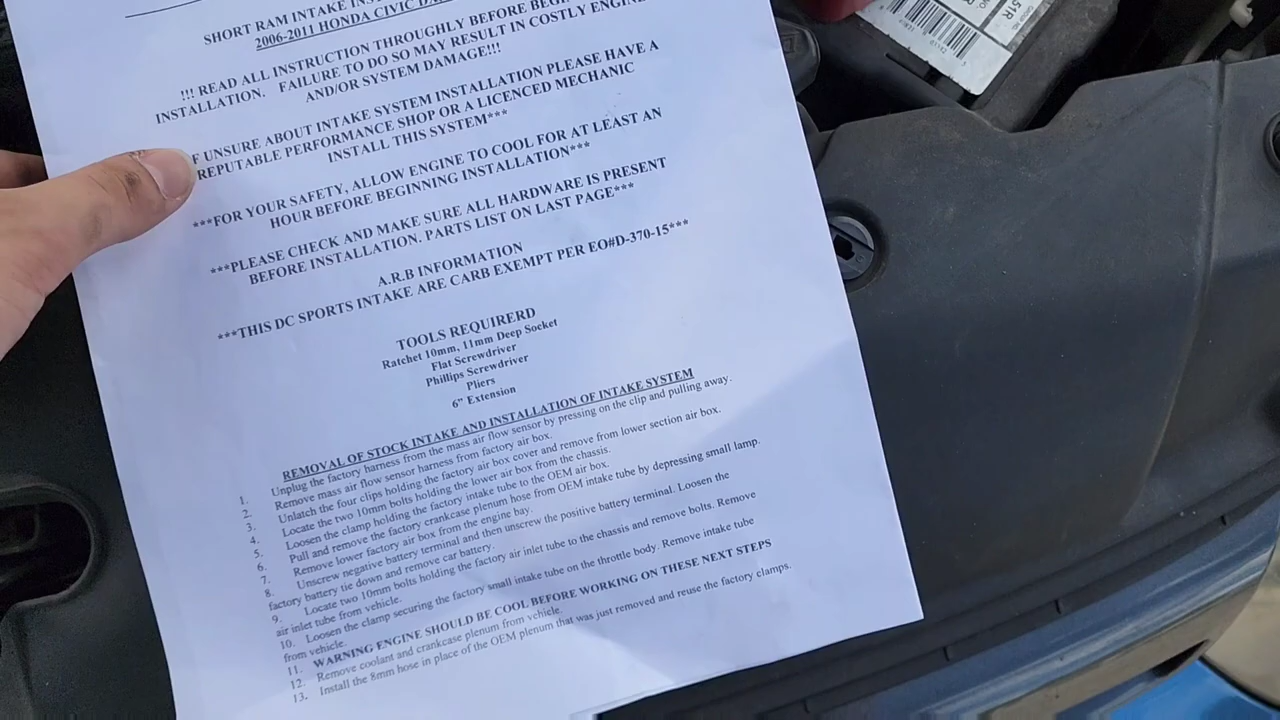 SHORT RAM INTAKE
2006-2011 HONDA CIVIC
!!! READ ALL INSTRUCTION THROUGHLY BEFORE
INSTALLATION. FAILURE TO DO SO MAY RESULT IN COSTLY
AND/OR SYSTEM DAMAGE!!!
F UNSURE ABOUT INTAKE SYSTEM INSTALLATION PLEASE HAVE A
REPUTABLE PERFORMANCE SHOP OR A LICENCED MECHANIC
INSTALL THIS SYSTEM***
***FOR YOUR SAFETY, ALLOW ENGINE TO COOL FOR AT LEAST AN
HOUR BEFORE BEGINNING INSTALLATION***
***PLEASE CHECK AND MAKE SURE ALL HARDWARE IS PRESENT
BEFORE INSTALLATION. PARTS LIST ON LAST PAGE***
A.R.B INFORMATION
***THIS DC SPORTS INTAKE ARE CARB EXEMPT PER EO#D-370-15***
TOOLS REQUIRERD
Ratchet 10mm, 11mm Deep Socket
Flat Screwdriver
Phillips Screwdriver
Pliers
6" Extension
REMOVAL OF STOCK INTAKE AND INSTALLATION OF INTAKE SYSTEM
1. Unplug the factory harness from the mass air flow sensor by pressing on the clip and pulling away.
2. Remove mass air flow sensor harness from factory air box.
3. Unlatch the four clips holding the factory air box cover and remove from lower section air box.
4. Locate the two 10mm bolts holding the lower air box from the chassis.
5. Loosen the clamp holding the factory intake tube to the OEM air box.
6. Pull and remove the factory crankcase plenum hose from OEM intake tube by depressing small lamp.
7. Remove lower factory air box from the engine bay.
8. Unscrew negative battery terminal and then unscrew the positive battery terminal. Loosen the
factory battery tie down and remove car battery.
9. Locate two 10mm bolts holding the factory air inlet tube to the chassis and remove bolts. Remove
air inlet tube from vehicle.
10. Loosen the clamp securing the factory small intake tube on the throttle body. Remove intake tube
from vehicle.
11. WARNING ENGINE SHOULD BE COOL BEFORE WORKING ON THESE NEXT STEPS
12. Remove coolant and crankcase plenum from vehicle.
13. Install the 8mm hose in place of the OEM plenum that was just removed and reuse the factory clamps.
51R